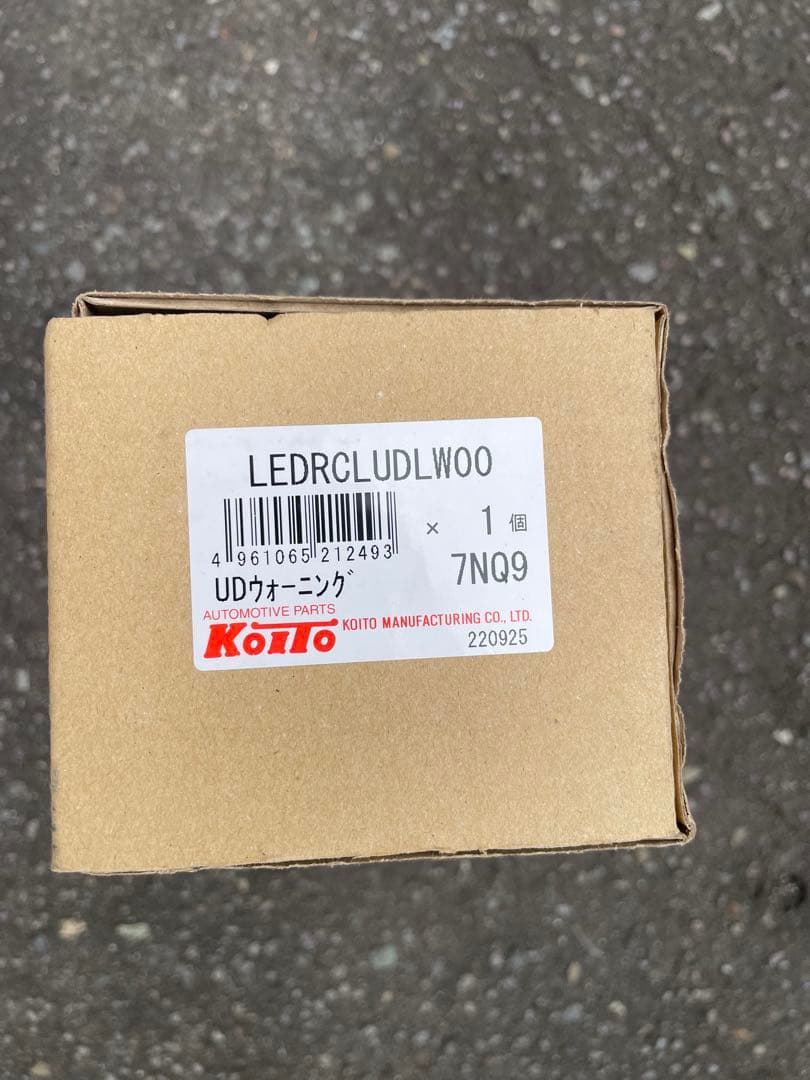 LEDRCLUDLW00
× 1 個
4 961065 212493
7NQ9
UDウォーニング
AUTOMOTIVE PARTS
KOITO KOITO MANUFACTURING CO., LTD.
220925